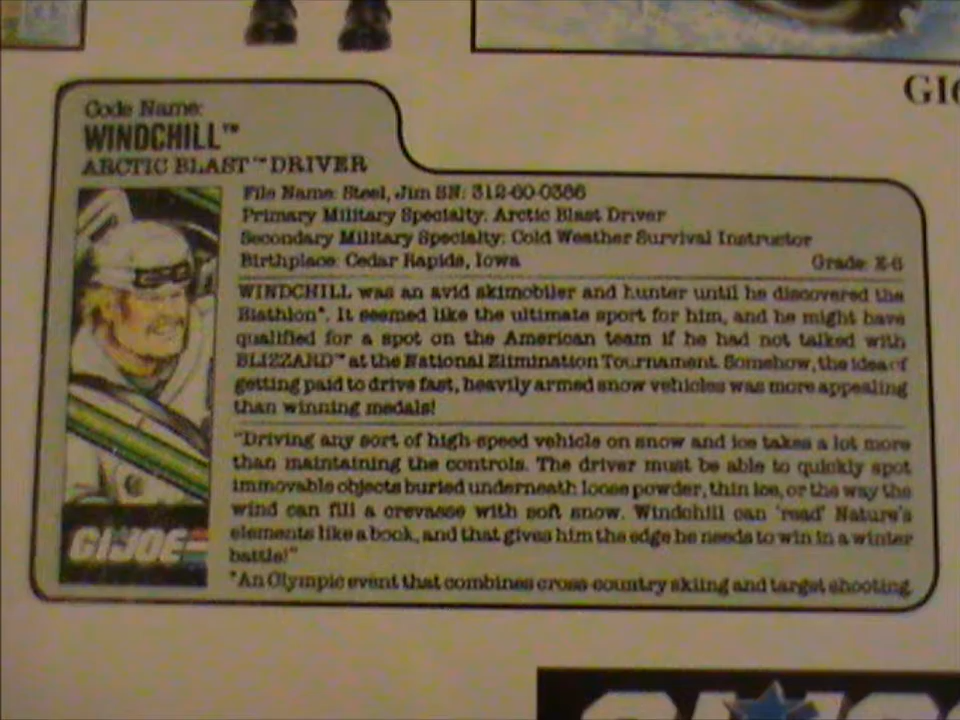 GI
Code Name:
WINDCHILL™
ARCTIC BLAST™ DRIVER
File Name: Steel, Jim SN: 312-60-0386
Primary Military Specialty: Arctic Blast Driver
Secondary Military Specialty: Cold Weather Survival Instructor
Birthplace: Cedar Rapids, Iowa Grade: E-6
WINDCHILL was an avid skimobiler and hunter until he discovered the
Biathlon*. It seemed like the ultimate sport for him, and he might have
qualified for a spot on the American team if he had not talked with
BLIZZARD™ at the National Elimination Tournament. Somehow, the idea of
getting paid to drive fast, heavily armed snow vehicles was more appealing
than winning medals!
"Driving any sort of high-speed vehicle on snow and ice takes a lot more
than maintaining the controls. The driver must be able to quickly spot
immovable objects buried underneath loose powder, thin ice, or the way the
wind can fill a crevasse with soft snow. Windchill can 'read' Nature's
elements like a book, and that gives him the edge he needs to win in a winter
battle!"
*An Olympic event that combines cross-country skiing and target shooting.
GI JOE